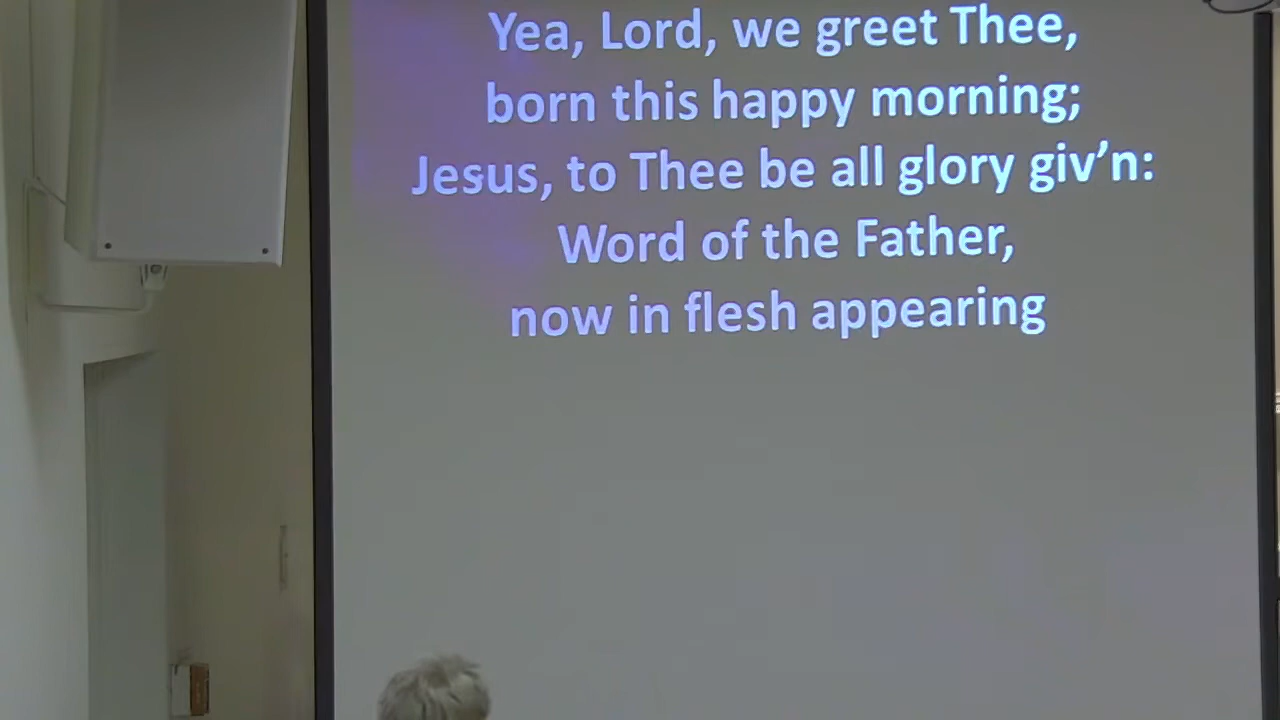 Yea, Lord, we greet Thee,
born this happy morning;
Jesus, to Thee be all glory giv’n:
Word of the Father,
now in flesh appearing